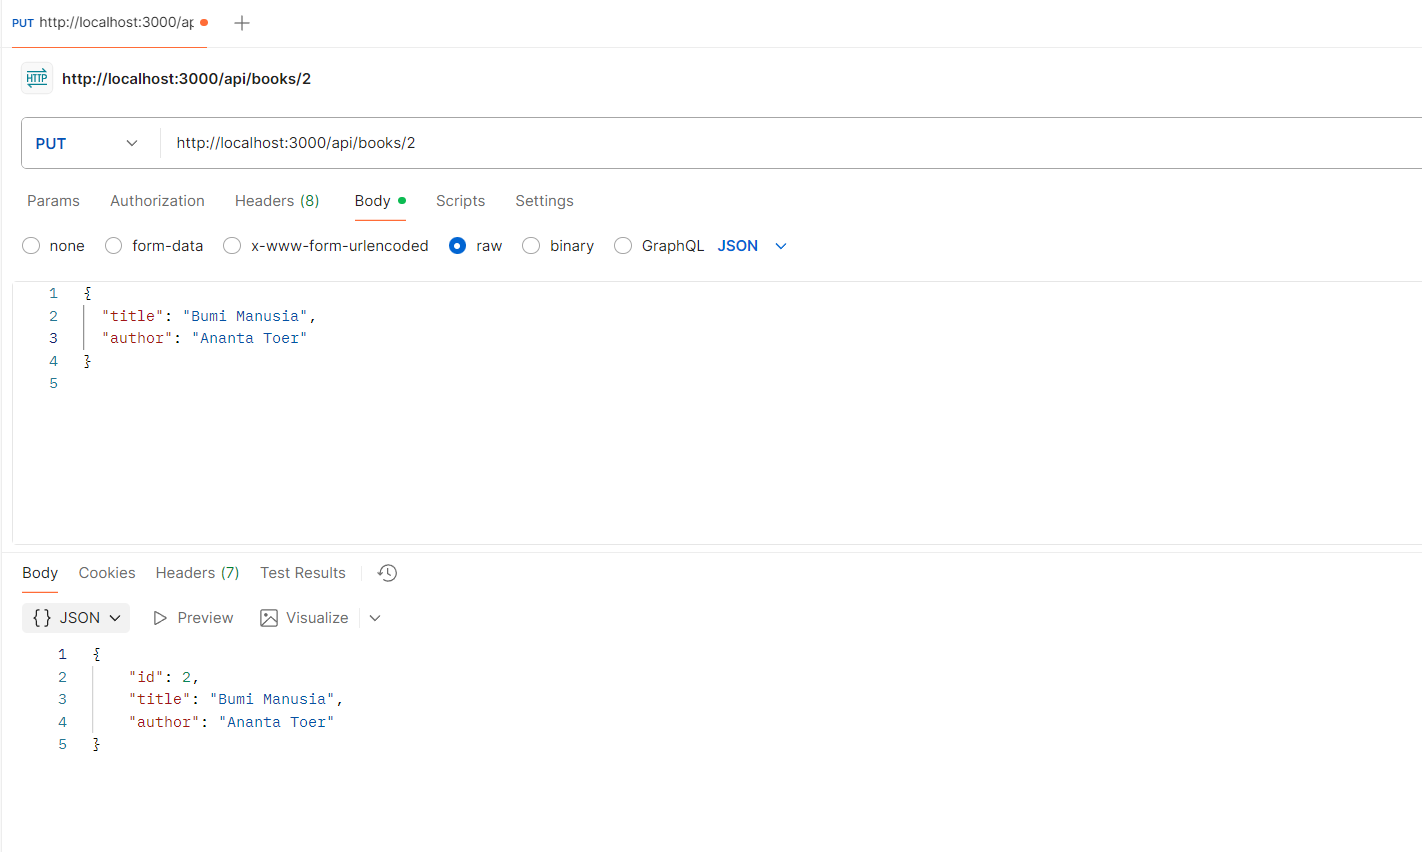 PUT http://localhost:3000/ap
HTTP http://localhost:3000/api/books/2
PUT http://localhost:3000/api/books/2
Params Authorization Headers (8) Body Scripts Settings
none form-data x-www-form-urlencoded raw binary GraphQL JSON
1 {
2 "title": "Bumi Manusia",
3 "author": "Ananta Toer"
4 }
5
Body Cookies Headers (7) Test Results
{} JSON Preview Visualize
1 {
2 "id": 2,
3 "title": "Bumi Manusia",
4 "author": "Ananta Toer"
5 }